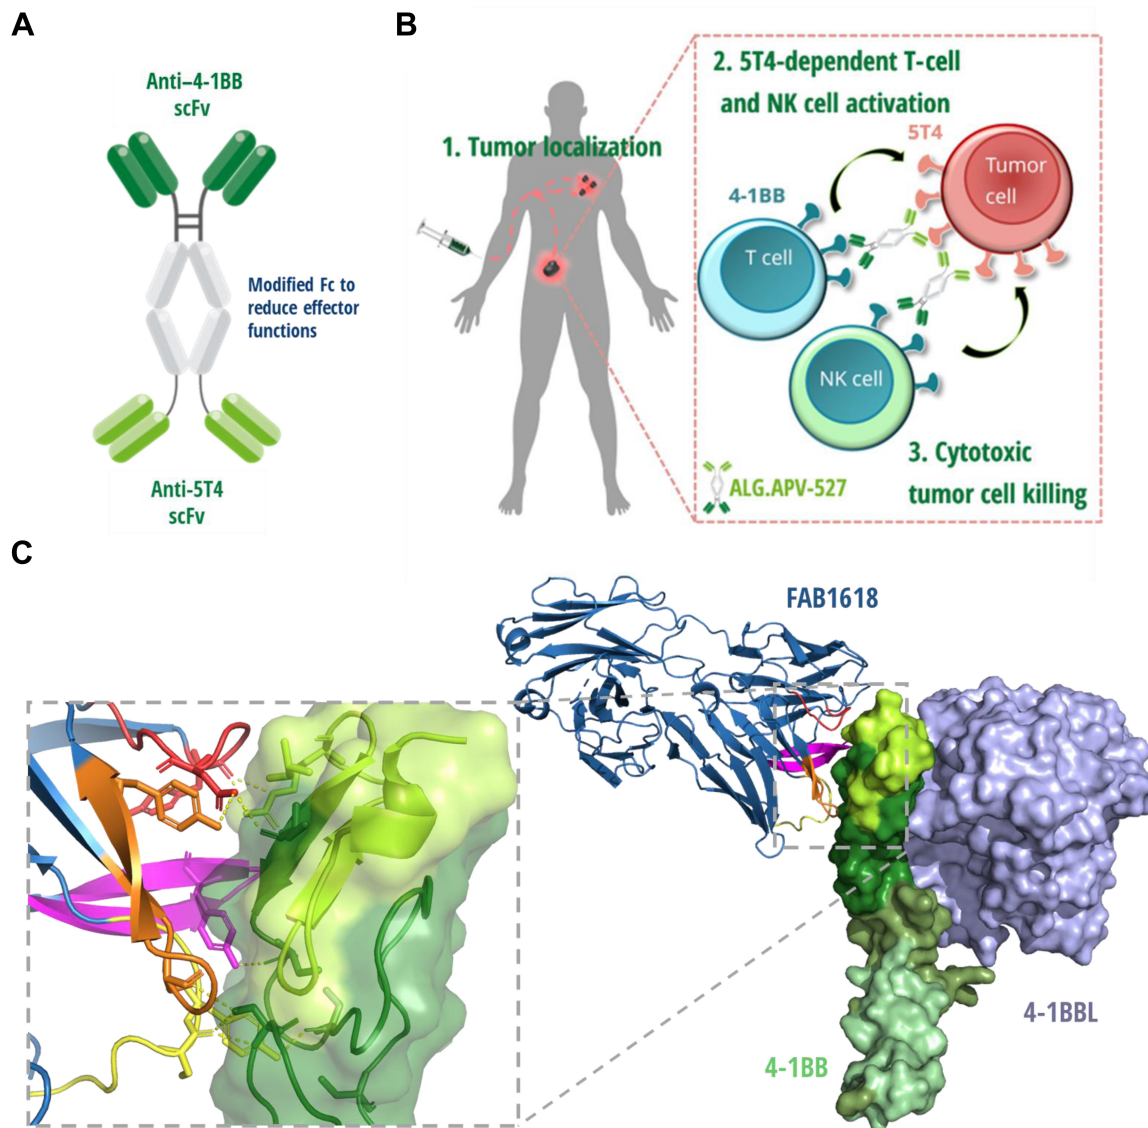 A
Anti–4-1BB
scFv
Modified Fc to
reduce effector
functions
Anti-5T4
scFv
B
1. Tumor localization
2. 5T4-dependent T-cell
and NK cell activation
5T4
Tumor
cell
4-1BB
T cell
NK cell
3. Cytotoxic
tumor cell killing
ALG.APV-527
C
FAB1618
4-1BBL
4-1BB